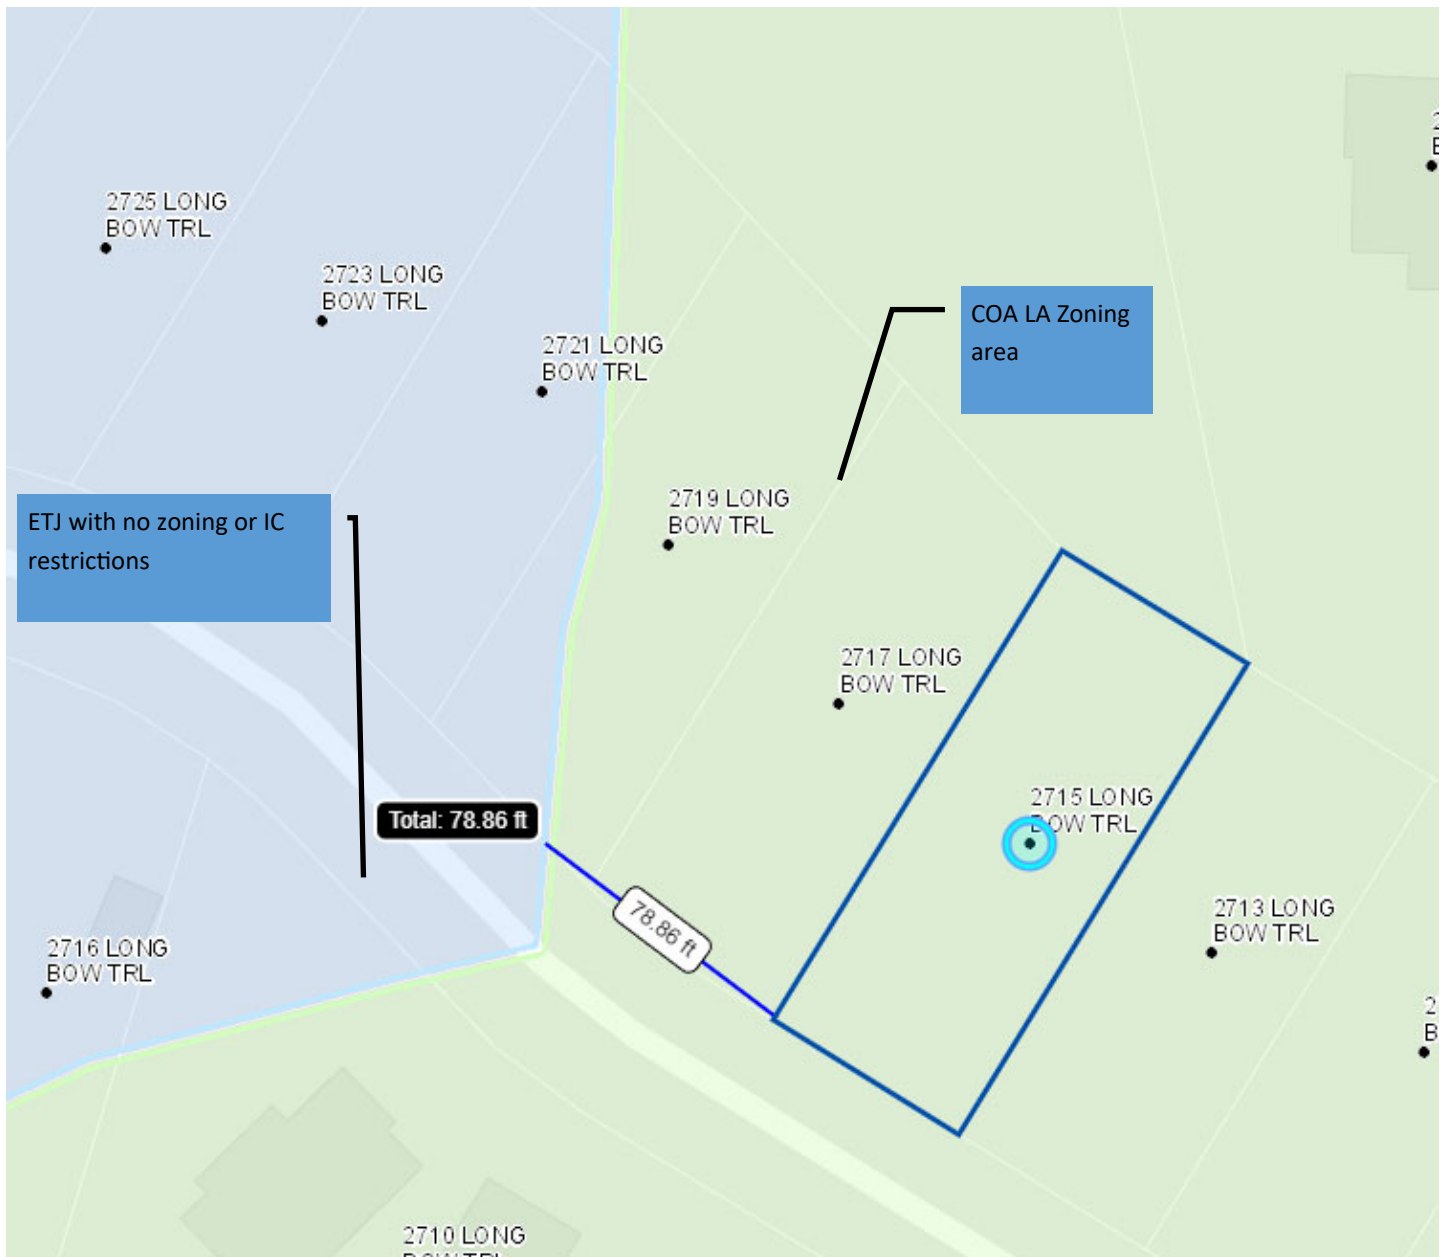 2725 LONG
BOW TRL
2723 LONG
BOW TRL
2721 LONG
BOW TRL
COA LA Zoning
area
ETJ with no zoning or IC
restrictions
2719 LONG
BOW TRL
2717 LONG
BOW TRL
2715 LONG
BOW TRL
Total: 78.86 ft
78.86 ft
2713 LONG
BOW TRL
2716 LONG
BOW TRL
2710 LONG